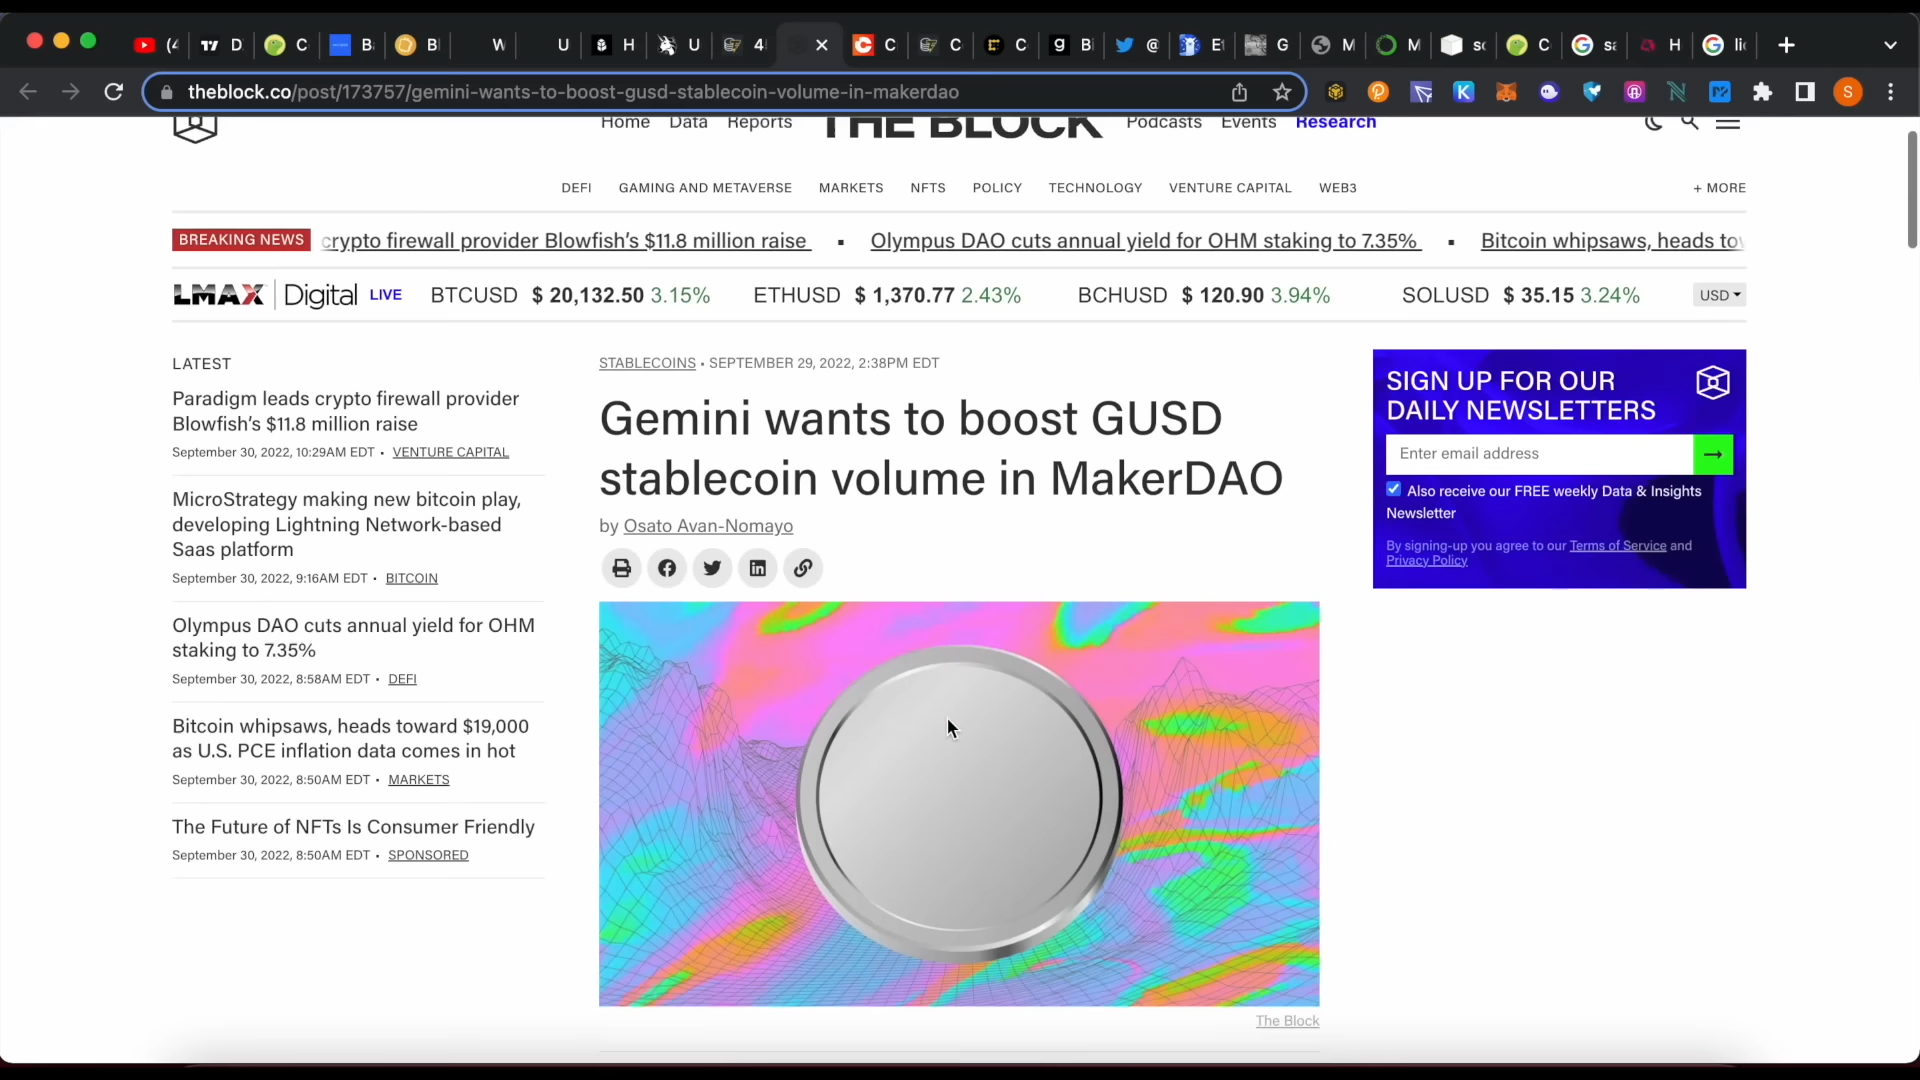 (4
D
C
B
B
W
U
H
U
4
C
C
C
Bi
@
Et
G
M
M
sc
C
sa
H
lic
theblock.co/post/173757/gemini-wants-to-boost-gusd-stablecoin-volume-in-makerdao
S
Home Data Reports THE BLOCK Podcasts Events Research
DEFI GAMING AND METAVERSE MARKETS NFTS POLICY TECHNOLOGY VENTURE CAPITAL WEB3 + MORE
BREAKING NEWS crypto firewall provider Blowfish's $11.8 million raise ▪ Olympus DAO cuts annual yield for OHM staking to 7.35% ▪ Bitcoin whipsaws, heads tow
LMAX Digital LIVE BTCUSD $ 20,132.50 3.15% ETHUSD $ 1,370.77 2.43% BCHUSD $ 120.90 3.94% SOLUSD $ 35.15 3.24% USD
LATEST
Paradigm leads crypto firewall provider
Blowfish's $11.8 million raise
September 30, 2022, 10:29AM EDT • VENTURE CAPITAL
MicroStrategy making new bitcoin play,
developing Lightning Network-based
Saas platform
September 30, 2022, 9:16AM EDT • BITCOIN
Olympus DAO cuts annual yield for OHM
staking to 7.35%
September 30, 2022, 8:58AM EDT • DEFI
Bitcoin whipsaws, heads toward $19,000
as U.S. PCE inflation data comes in hot
September 30, 2022, 8:50AM EDT • MARKETS
The Future of NFTs Is Consumer Friendly
September 30, 2022, 8:50AM EDT • SPONSORED
STABLECOINS • SEPTEMBER 29, 2022, 2:38PM EDT
Gemini wants to boost GUSD
stablecoin volume in MakerDAO
by Osato Avan-Nomayo
The Block
SIGN UP FOR OUR
DAILY NEWSLETTERS
Enter email address
Also receive our FREE weekly Data & Insights
Newsletter
By signing-up you agree to our Terms of Service and
Privacy Policy